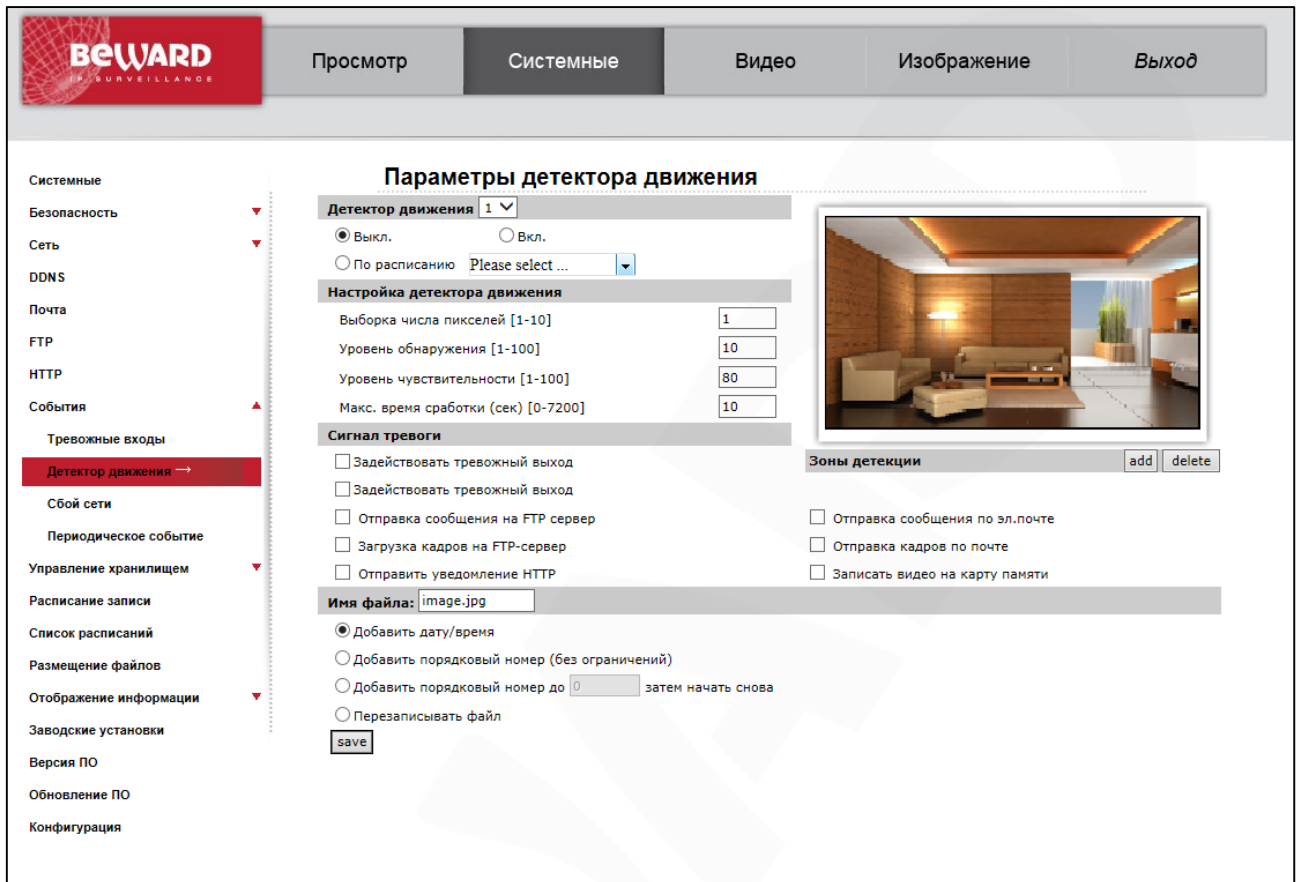 BEWARD
IP SURVEILLANCE
Просмотр
Системные
Видео
Изображение
Выход
Системные
Безопасность
Сеть
DDNS
Почта
FTP
HTTP
События
Тревожные входы
Детектор движения →
Сбой сети
Периодическое событие
Управление хранилищем
Расписание записи
Список расписаний
Размещение файлов
Отображение информации
Заводские установки
Версия ПО
Обновление ПО
Конфигурация
Параметры детектора движения
Детектор движения 1
Выкл. Вкл.
По расписанию Please select ...
Настройка детектора движения
Выборка числа пикселей [1-10] 1
Уровень обнаружения [1-100] 10
Уровень чувствительности [1-100] 80
Макс. время сработки (сек) [0-7200] 10
Сигнал тревоги
Зоны детекции add delete
Задействовать тревожный выход
Задействовать тревожный выход
Отправка сообщения на FTP сервер Отправка сообщения по эл.почте
Загрузка кадров на FTP-сервер Отправка кадров по почте
Отправить уведомление HTTP Записать видео на карту памяти
Имя файла: image.jpg
Добавить дату/время
Добавить порядковый номер (без ограничений)
Добавить порядковый номер до 0 затем начать снова
Перезаписывать файл
save